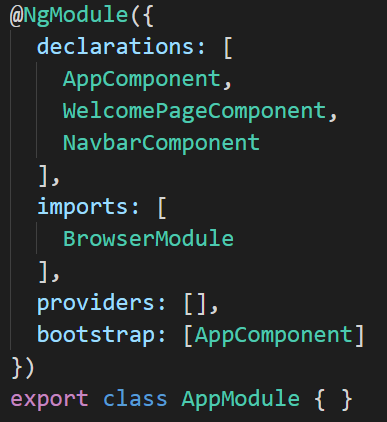 @NgModule({
  declarations: [
    AppComponent,
    WelcomePageComponent,
    NavbarComponent
  ],
  imports: [
    BrowserModule
  ],
  providers: [],
  bootstrap: [AppComponent]
})
export class AppModule { }